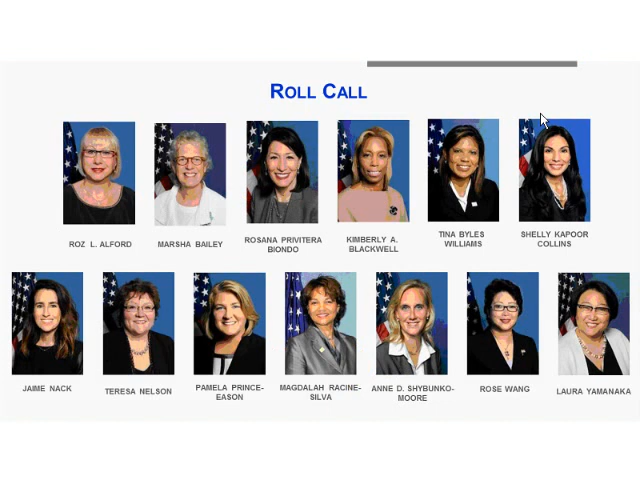 ROLL CALL
ROZ L. ALFORD
MARSHA BAILEY
ROSANA PRIVITERA
BIONDO
KIMBERLY A.
BLACKWELL
TINA BYLES
WILLIAMS
SHELLY KAPOOR
COLLINS
JAIME NACK
TERESA NELSON
PAMELA PRINCE-
EASON
MAGDALAH RACINE-
SILVA
ANNE D. SHYBUNKO-
MOORE
ROSE WANG
LAURA YAMANAKA